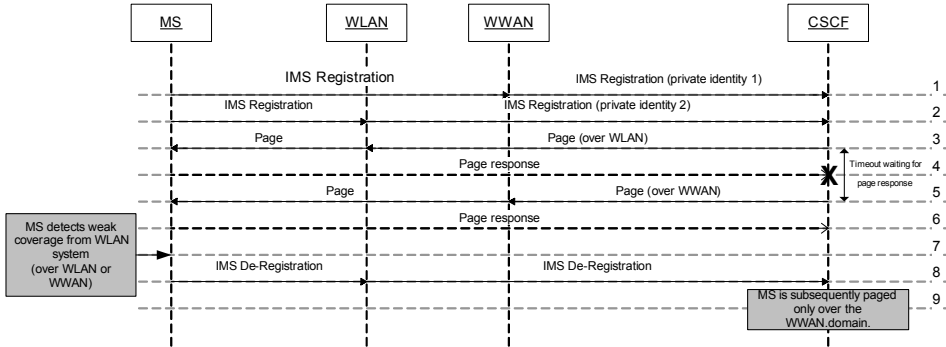 MS
WLAN
WWAN
CSCF
IMS Registration
IMS Registration (private identity 1)
1
IMS Registration
IMS Registration (private identity 2)
2
Page
Page (over WLAN)
3
Page response
Timeout waiting for
page response
4
X
Page
Page (over WWAN)
5
Page response
6
MS detects weak
coverage from WLAN
system
(over WLAN or
WWAN)
7
IMS De-Registration
IMS De-Registration
8
MS is subsequently paged
only over the
WWAN.domain.
9